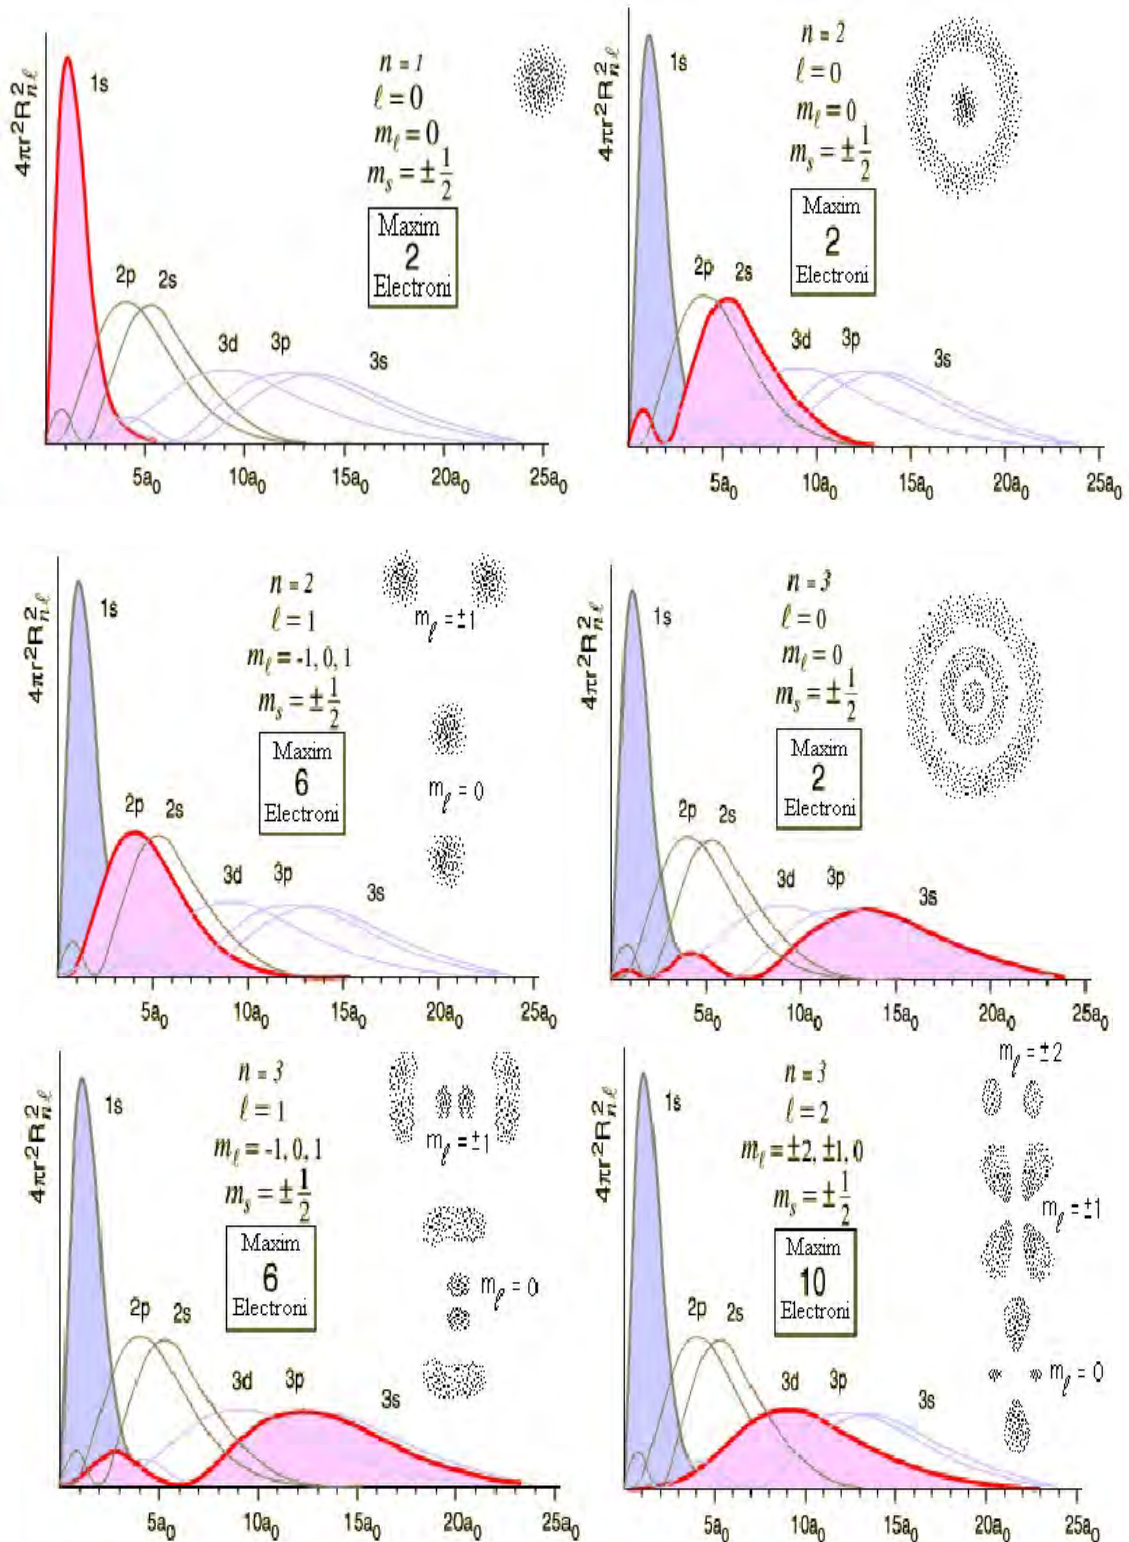 4πr²R²nℓ
1s
n = 1
ℓ = 0
mℓ = 0
ms = ± 1/2
Maxim
2
Electroni
2p 2s
3d 3p 3s
5a0 10a0 15a0 20a0 25a0
4πr²R²nℓ
1s
n = 2
ℓ = 0
mℓ = 0
ms = ± 1/2
Maxim
2
Electroni
2p 2s
3d 3p 3s
5a0 10a0 15a0 20a0 25a0
4πr²R²nℓ
1s
n = 2
ℓ = 1
mℓ = -1, 0, 1
ms = ± 1/2
Maxim
6
Electroni
mℓ = ±1
mℓ = 0
2p 2s
3d 3p 3s
5a0 10a0 15a0 20a0 25a0
4πr²R²nℓ
1s
n = 3
ℓ = 0
mℓ = 0
ms = ± 1/2
Maxim
2
Electroni
2p 2s
3d 3p 3s
5a0 10a0 15a0 20a0 25a0
4πr²R²nℓ
1s
n = 3
ℓ = 1
mℓ = -1, 0, 1
ms = ± 1/2
Maxim
6
Electroni
mℓ = ±1
mℓ = 0
2p 2s
3d 3p 3s
5a0 10a0 15a0 20a0 25a0
4πr²R²nℓ
1s
n = 3
ℓ = 2
mℓ = ±2, ±1, 0
ms = ± 1/2
Maxim
10
Electroni
mℓ = ±2
mℓ = ±1
mℓ = 0
2p 2s
3d 3p 3s
5a0 10a0 15a0 20a0 25a0